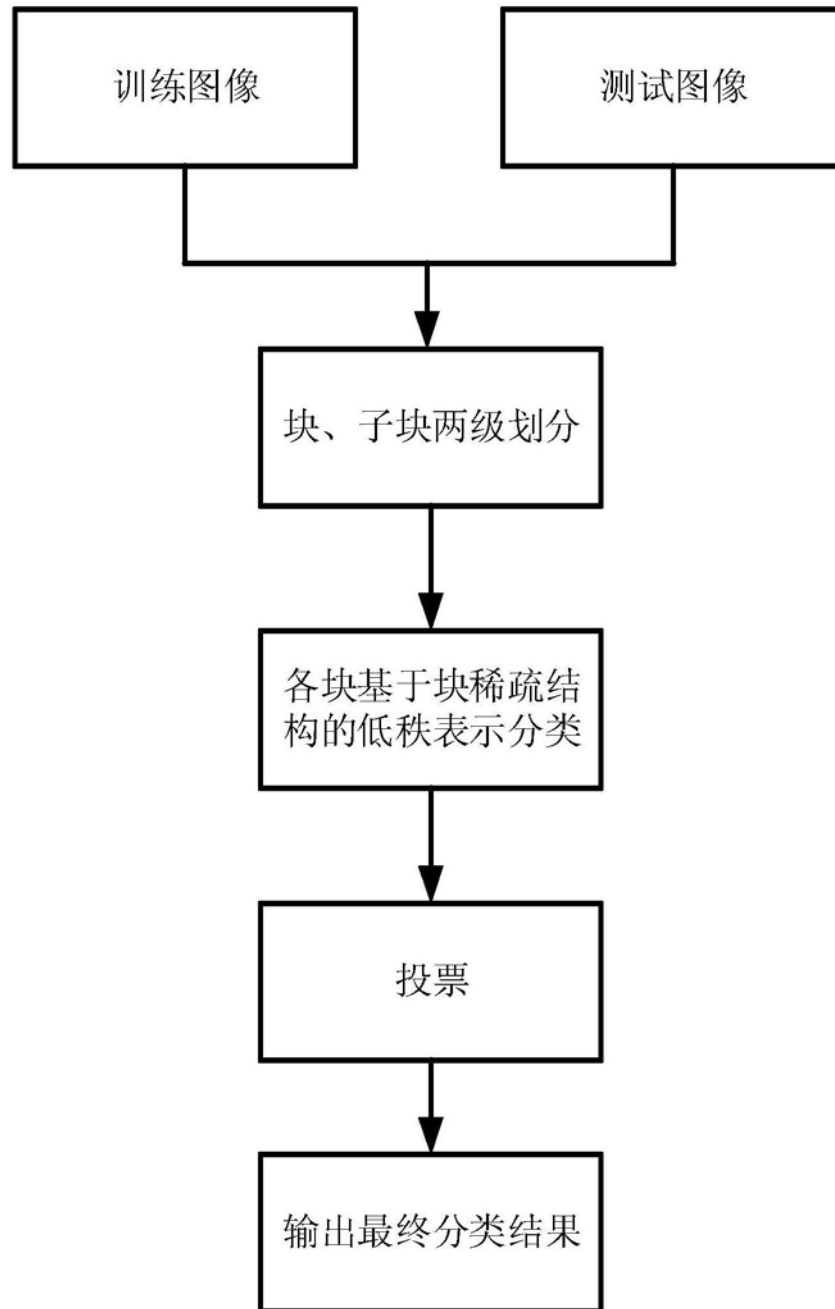 训练图像
测试图像
块、子块两级划分
各块基于块稀疏结
构的低秩表示分类
投票
输出最终分类结果